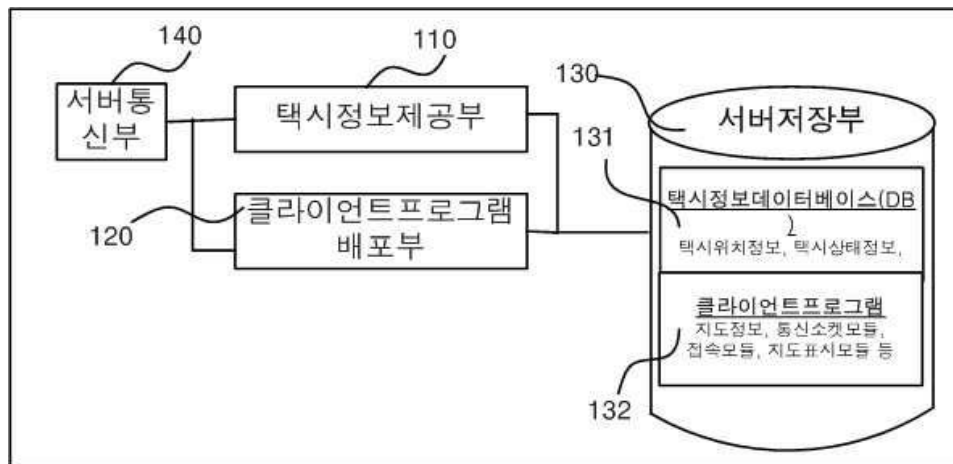 140
서버통
신부
110
택시정보제공부
120
클라이언트프로그램
배포부
130
서버저장부
131
택시정보데이터베이스(DB
)
택시위치정보, 택시상태정보,
클라이언트프로그램
지도정보, 통신소켓모듈,
접속모듈, 지도표시모듈 등
132